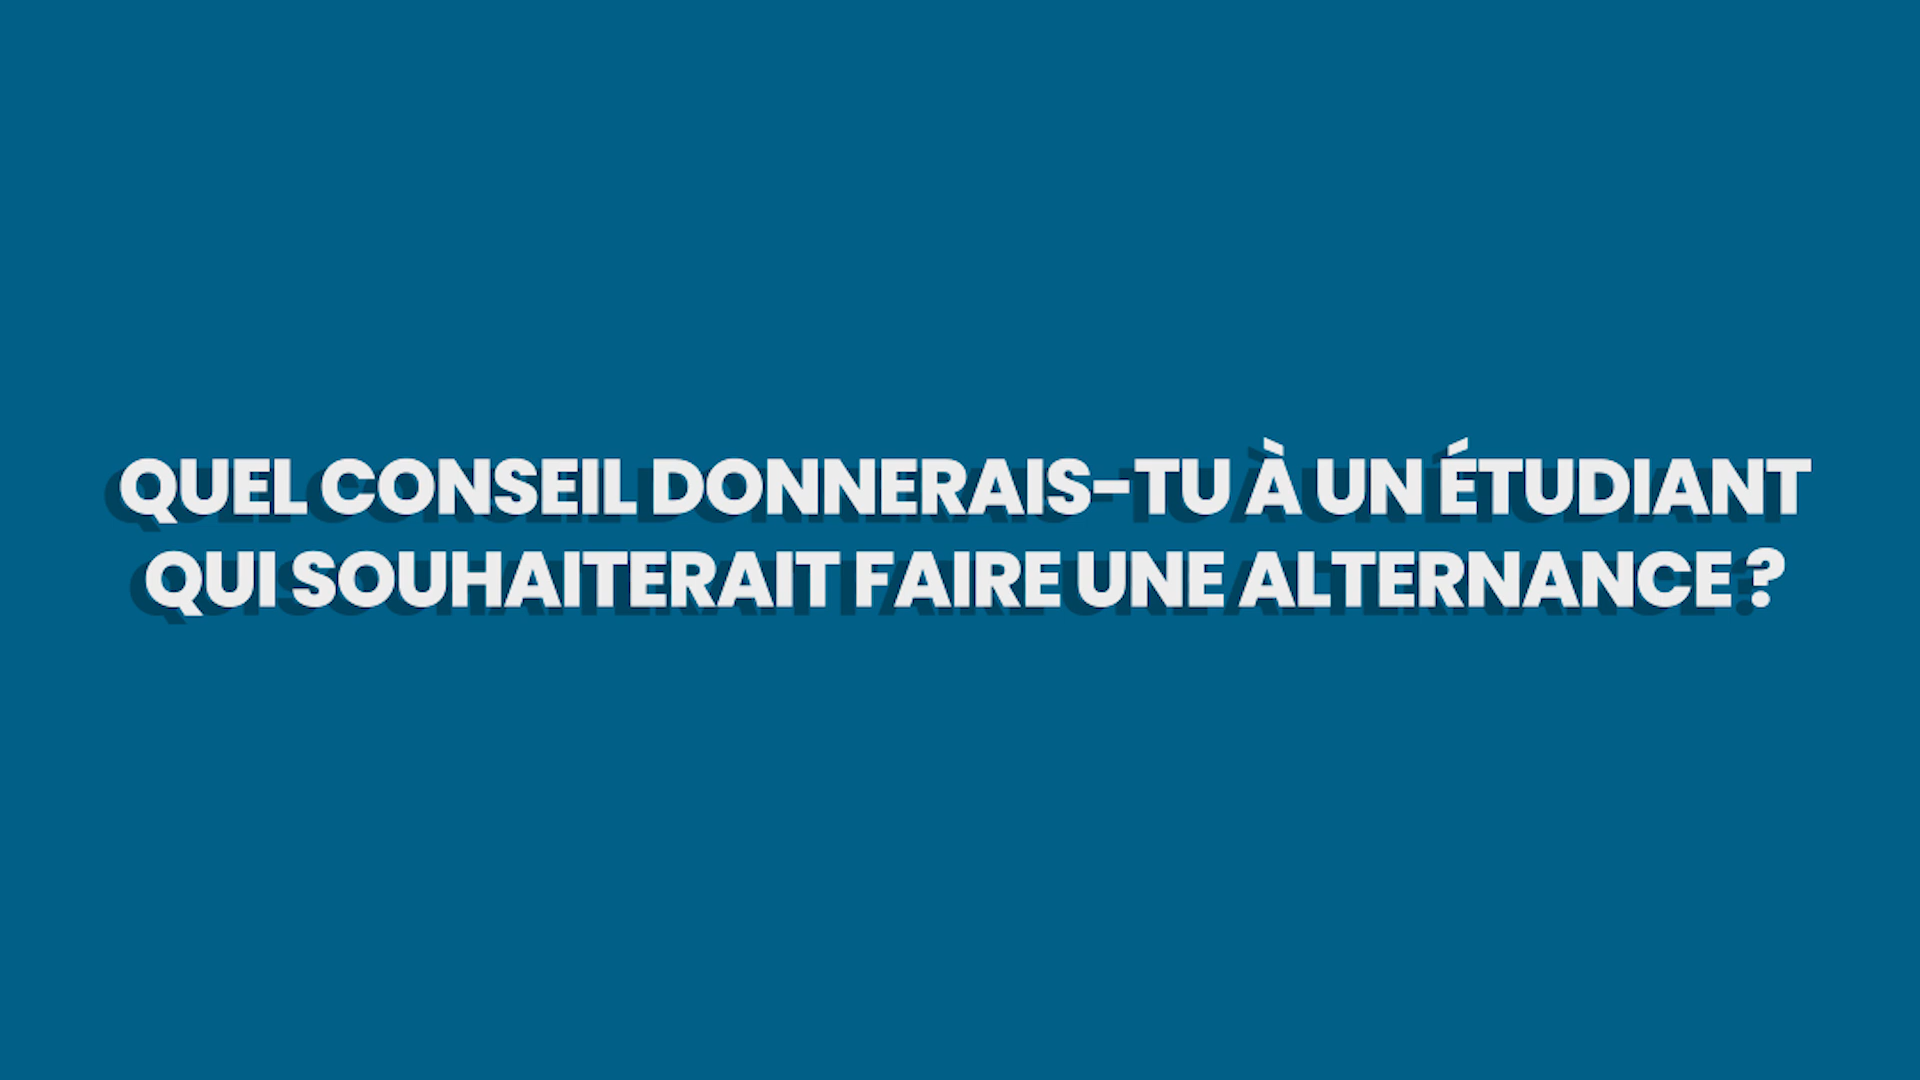 QUEL CONSEIL DONNERAIS-TU À UN ÉTUDIANT
QUI SOUHAITERAIT FAIRE UNE ALTERNANCE ?